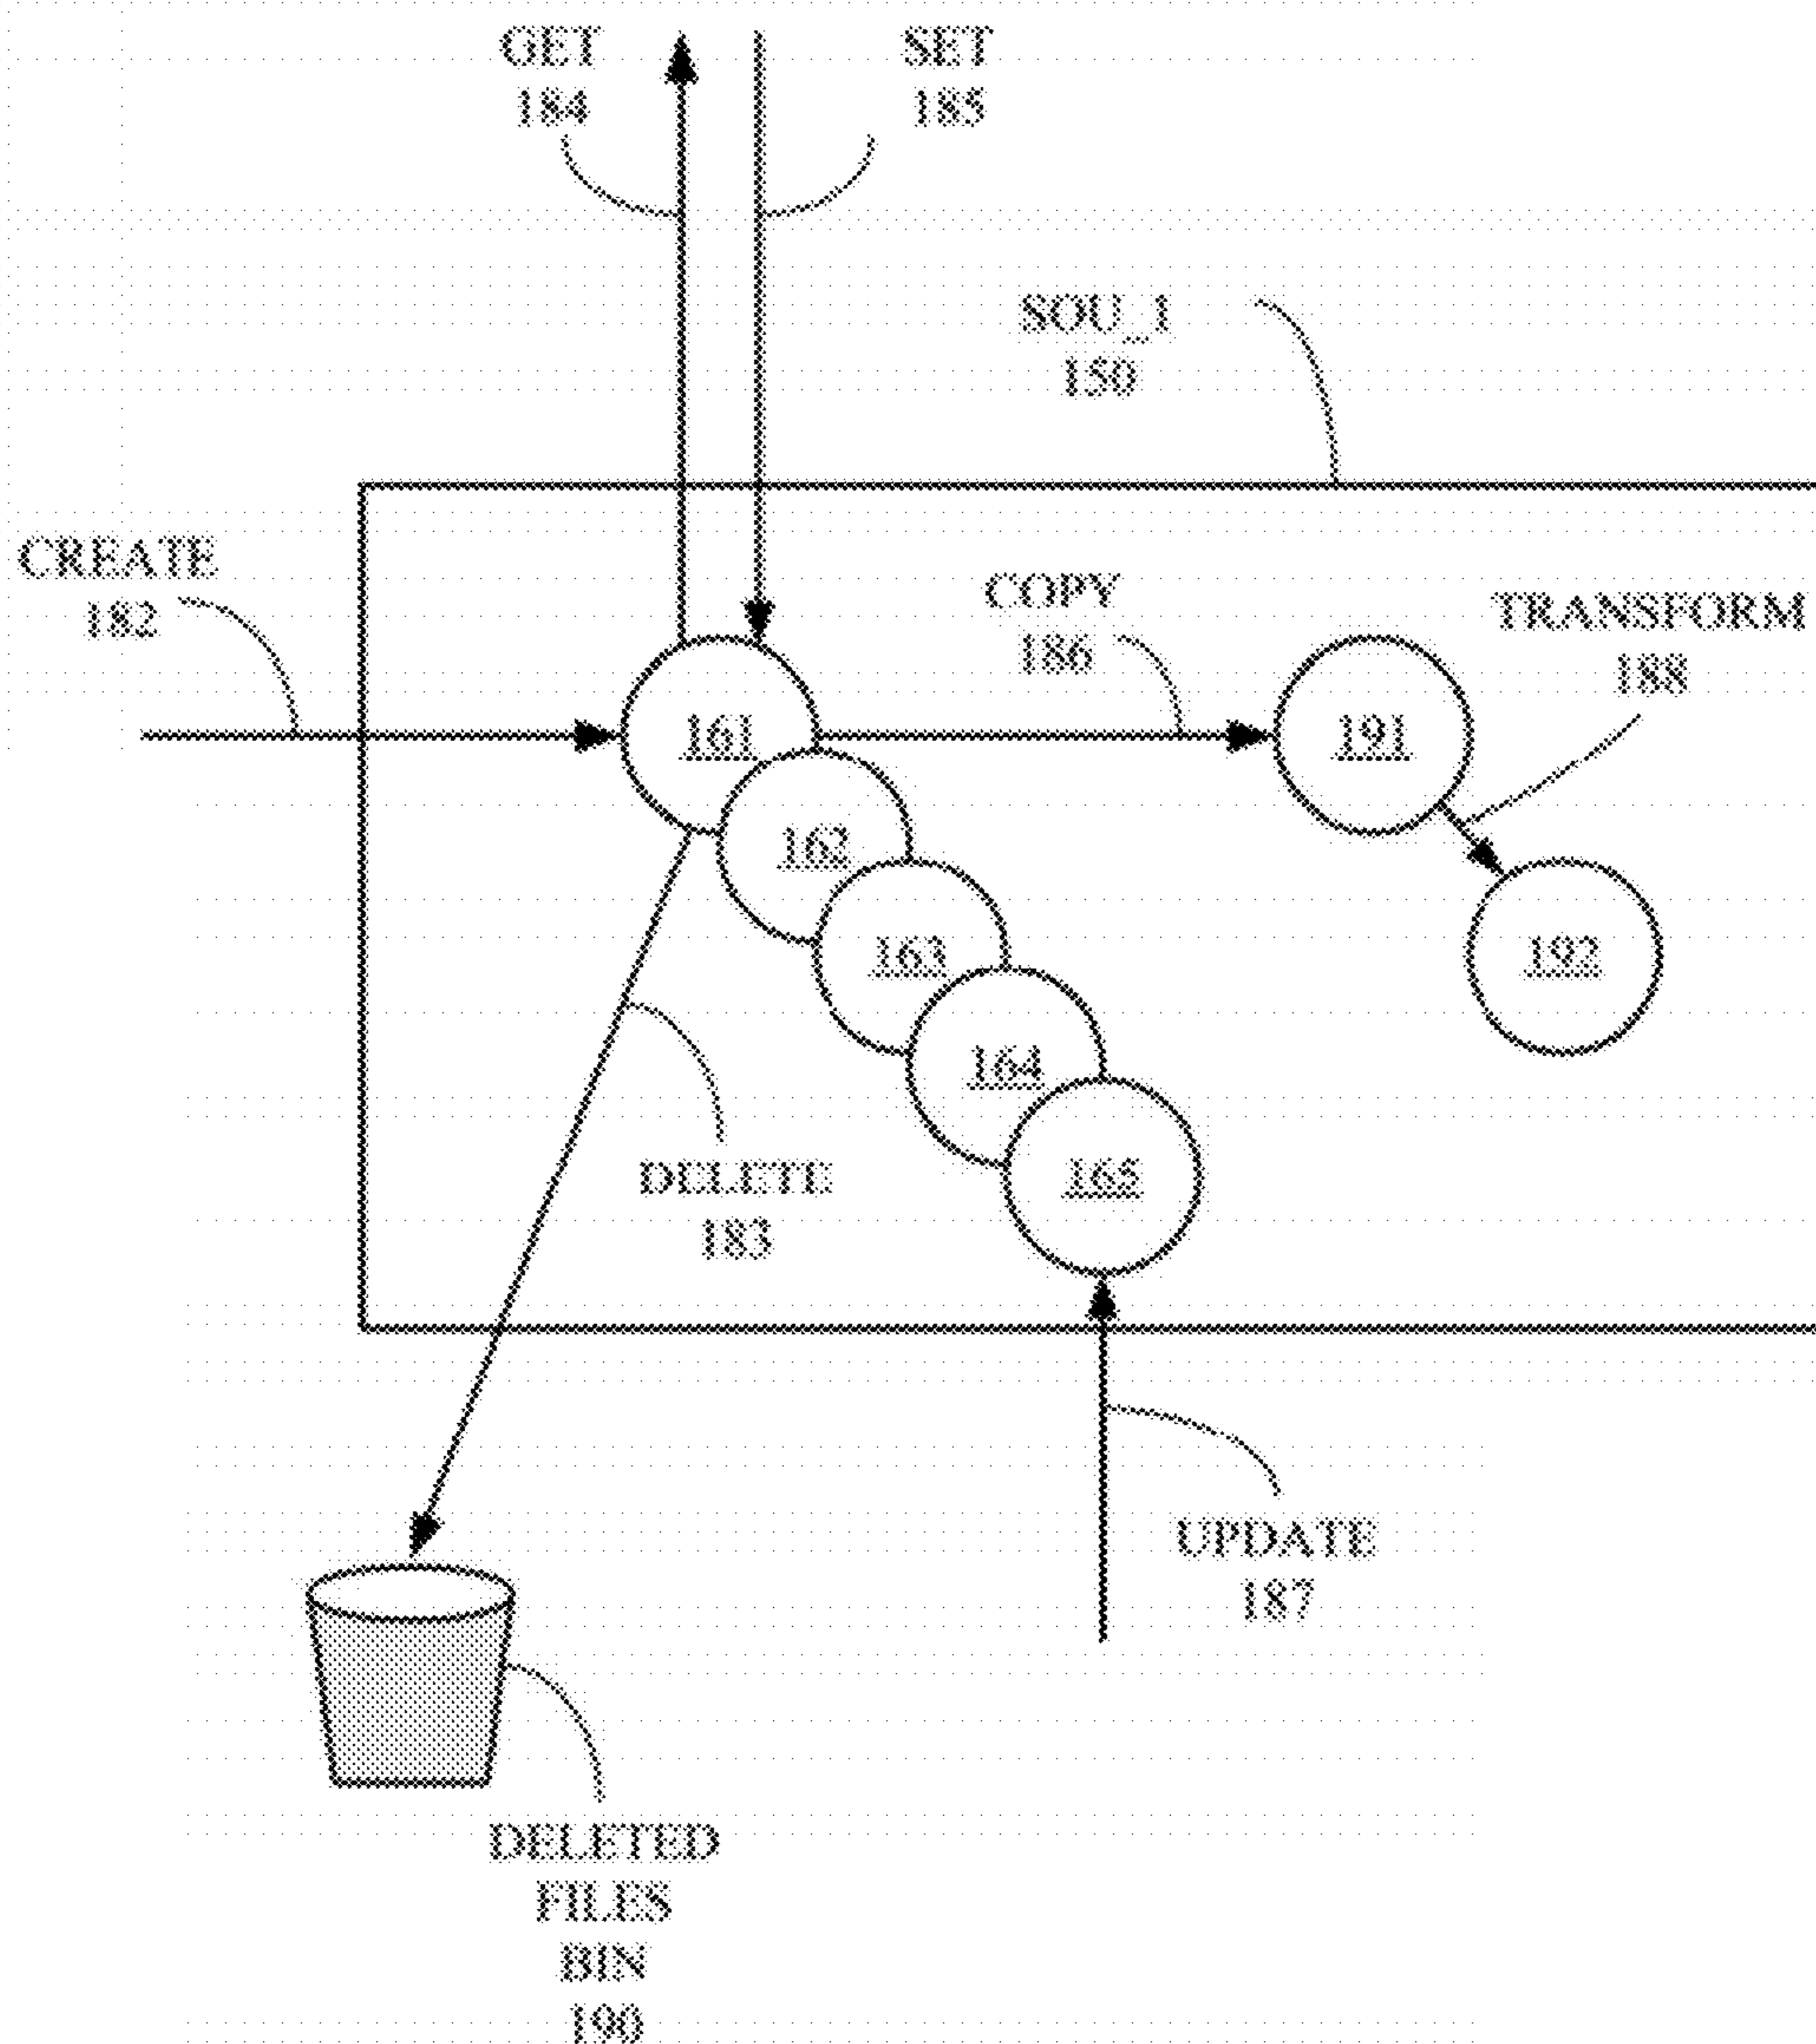 GET
184
SET
185
SOU_1
150
CREATE
182
COPY
186
TRANSFORM
188
161
191
162
163
192
164
165
DELETE
183
UPDATE
187
DELETED
FILES
BIN
190